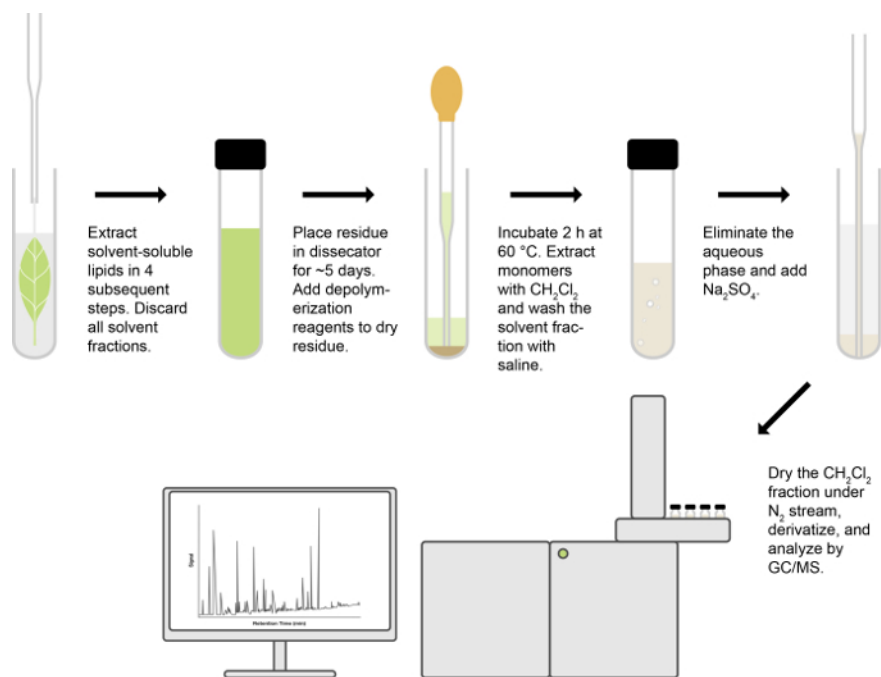 Extract
solvent-soluble
lipids in 4
subsequent
steps. Discard
all solvent
fractions.
Place residue
in dissecator
for ~5 days.
Add depolym-
erization
reagents to dry
residue.
Incubate 2 h at
60 °C. Extract
monomers
with CH₂Cl₂
and wash the
solvent frac-
tion with
saline.
Eliminate the
aqueous
phase and add
Na₂SO₄.
Dry the CH₂Cl₂
fraction under
N₂ stream,
derivatize, and
analyze by
GC/MS.
Signal
Retention Time (min)